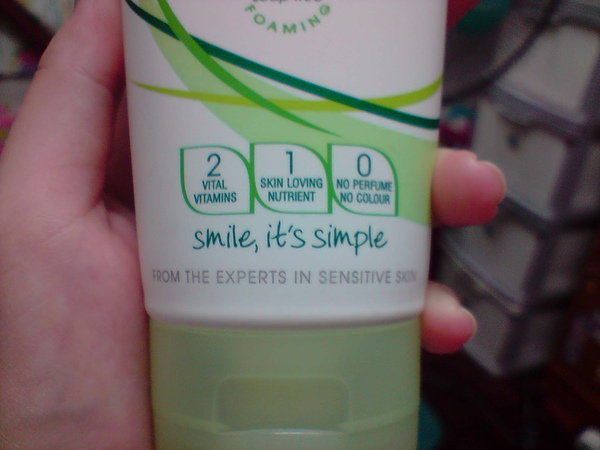 FOAMING
2
VITAL
VITAMINS
1
SKIN LOVING
NUTRIENT
0
NO PERFUME
NO COLOUR
smile, it's simple
FROM THE EXPERTS IN SENSITIVE SKIN